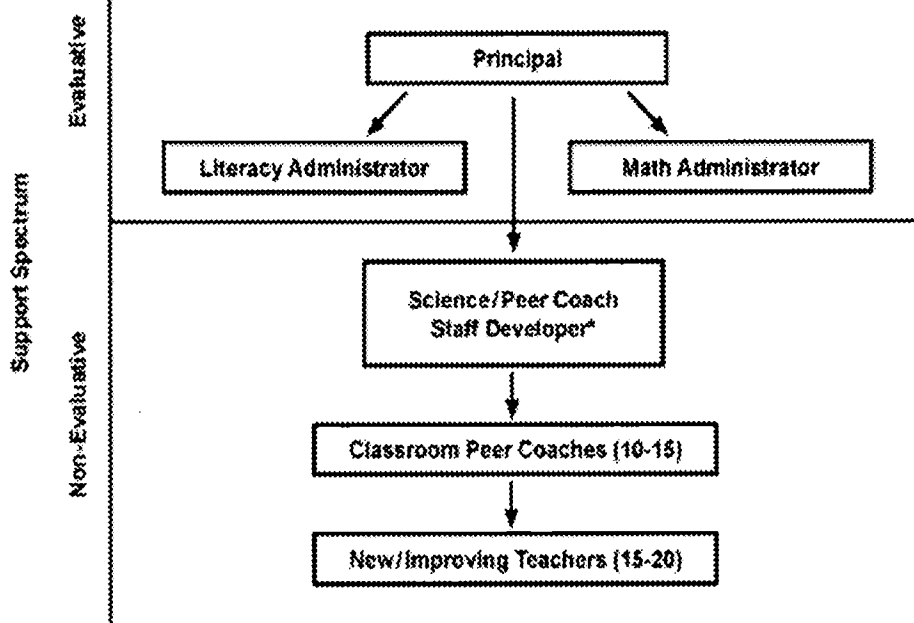 Support Spectrum
Evaluative
Principal
Literacy Administrator
Math Administrator
Non-Evaluative
Science/Peer Coach
Staff Developer*
Classroom Peer Coaches (10-15)
New/Improving Teachers (15-20)